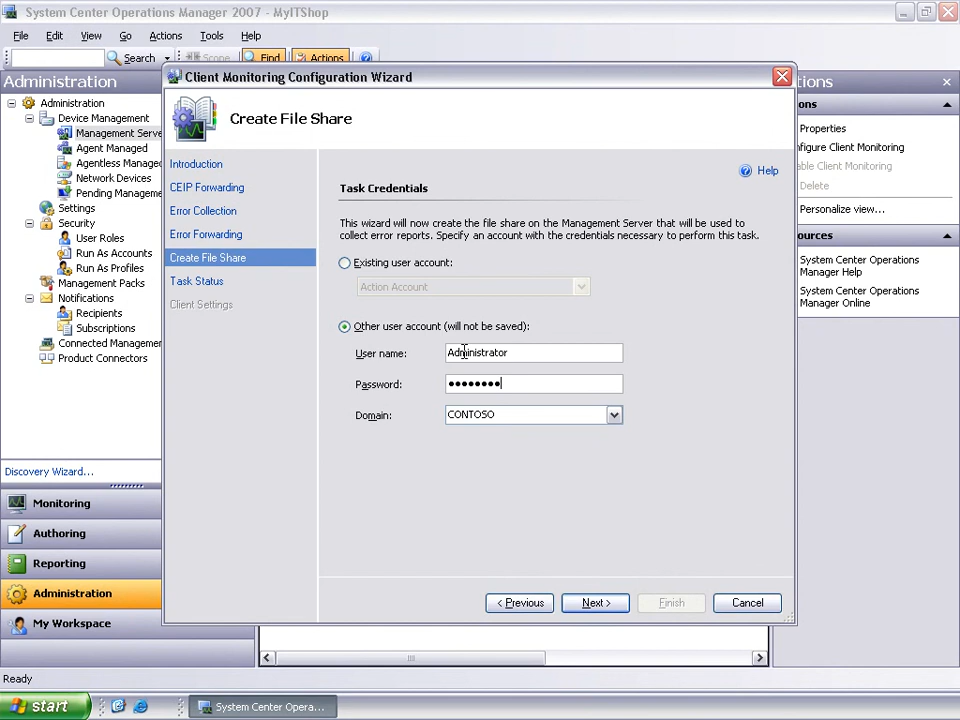 System Center Operations Manager 2007 - MyITShop
File Edit View Go Actions Tools Help
Search Scope Find Actions
Administration
Administration
Device Management
Management Serve
Agent Managed
Agentless Managed
Network Devices
Pending Manageme
Settings
Security
User Roles
Run As Accounts
Run As Profiles
Management Packs
Notifications
Recipients
Subscriptions
Connected Managemer
Product Connectors
Discovery Wizard...
Monitoring
Authoring
Reporting
Administration
My Workspace
Client Monitoring Configuration Wizard
Create File Share
Introduction
CEIP Forwarding
Error Collection
Error Forwarding
Create File Share
Task Status
Client Settings
Help
Task Credentials
This wizard will now create the file share on the Management Server that will be used to
collect error reports. Specify an account with the credentials necessary to perform this task.
Existing user account:
Action Account
Other user account (will not be saved):
User name: Administrator
Password: ●●●●●●●●
Domain: CONTOSO
< Previous Next > Finish Cancel
ions
ons
Properties
nfigure Client Monitoring
able Client Monitoring
Delete
Personalize view...
ources
System Center Operations
Manager Help
System Center Operations
Manager Online
Ready
start
System Center Opera...